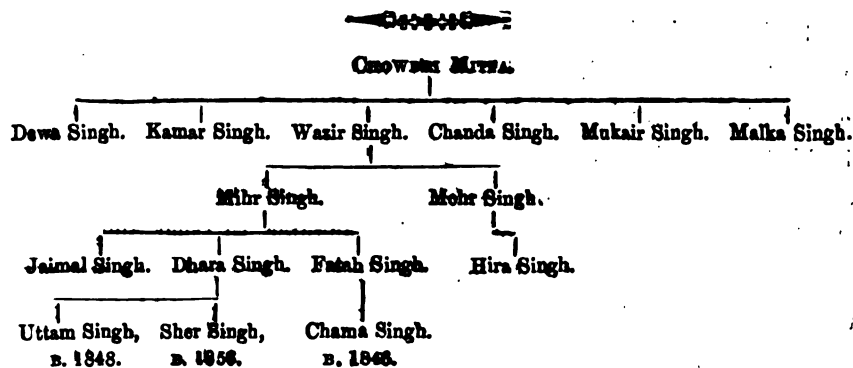 CHOWDRI MITHA.
Dewa Singh. Kamar Singh. Wazir Singh. Chanda Singh. Mukair Singh. Malka Singh.
Mihr Singh. Mohr Singh.
Jaimal Singh. Dhara Singh. Fatah Singh. Hira Singh.
Uttam Singh, Sher Singh, Chama Singh.
B. 1848. B.